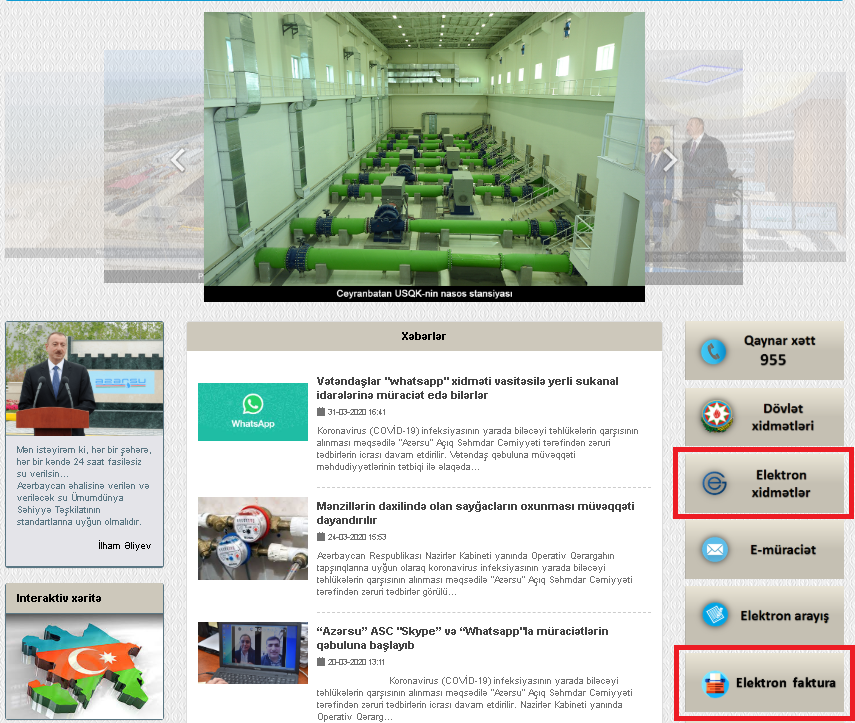 Ceyranbatan USQK-nin nasos stansiyası
azərsu
Mən istəyirəm ki, hər bir şəhərə,
hər bir kəndə 24 saat fasiləsiz
su verilsin...
Azərbaycan əhalisinə verilən və
veriləcək su Ümumdünya
Səhiyyə Təşkilatının
standartlarına uyğun olmalıdır.
İlham Əliyev
Interaktiv xəritə
Xəbərlər
WhatsApp
Vətəndaşlar "whatsapp" xidməti vasitəsilə yerli sukanal
idarələrinə müraciət edə bilərlər
31-03-2020 16:41
Koronavirus (COVİD-19) infeksiyasının yarada biləcəyi təhlükələrin qarşısının
alınması məqsədilə "Azərsu" Açıq Səhmdar Cəmiyyəti tərəfindən zəruri
tədbirlərin icrası davam etdirilir. Vətəndaş qəbuluna müvəqqəti
məhdudiyyətlərinin tətbiqi ilə əlaqədə...
Mənzillərin daxilində olan sayğacların oxunması müvəqqəti
dayandırılır
24-03-2020 15:53
Azərbaycan Respublikası Nazirlər Kabineti yanında Operativ Qərargahın
tapşırıqlarına uyğun olaraq koronavirus infeksiyasının yarada biləcəyi
təhlükələrin qarşısının alınması məqsədilə "Azərsu" Açıq Səhmdar Cəmiyyəti
tərəfindən zəruri tədbirlər görülü...
“Azərsu” ASC "Skype” və “Whatsapp"la müraciətlərin
qəbuluna başlayıb
20-03-2020 13:11
Koronavirus (COVİD-19) infeksiyasının yarada biləcəyi
təhlükələrin qarşısının alınması məqsədilə "Azərsu" Açıq Səhmdar Cəmiyyəti
tərəfindən zəruri tədbirlərin icrası davam etdirilir. Nazirlər Kabineti yanında
Operativ Qərarg...
Qaynar xətt
955
Dövlət
xidmətləri
Elektron
xidmətlər
E-müraciət
Elektron arayış
Elektron faktura